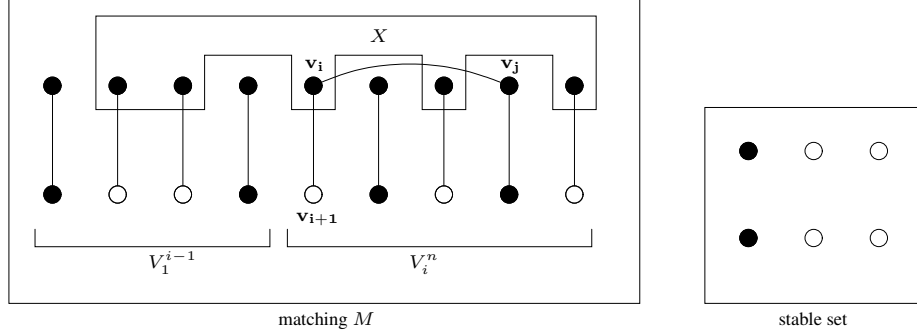 X
v_i v_j
v_{i+1}
V_1^{i−1} V_i^n
matching M stable set